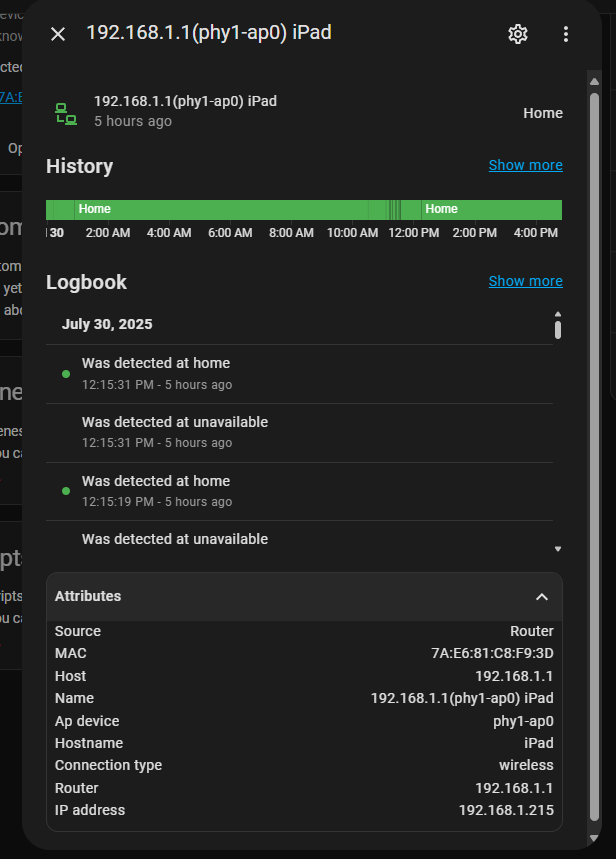 192.168.1.1(phy1-ap0) iPad
192.168.1.1(phy1-ap0) iPad
5 hours ago
Home
History
Show more
Home Home
30 2:00 AM 4:00 AM 6:00 AM 8:00 AM 10:00 AM 12:00 PM 2:00 PM 4:00 PM
Logbook
Show more
July 30, 2025
Was detected at home
12:15:31 PM - 5 hours ago
Was detected at unavailable
12:15:31 PM - 5 hours ago
Was detected at home
12:15:19 PM - 5 hours ago
Was detected at unavailable
Attributes
Source Router
MAC 7A:E6:81:C8:F9:3D
Host 192.168.1.1
Name 192.168.1.1(phy1-ap0) iPad
Ap device phy1-ap0
Hostname iPad
Connection type wireless
Router 192.168.1.1
IP address 192.168.1.215